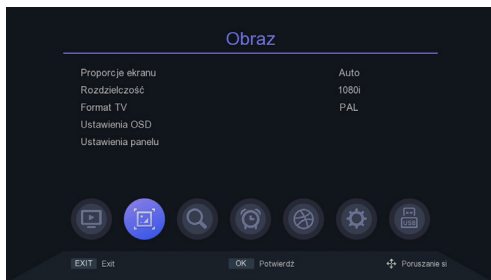 Obraz
Proporcje ekranu Auto
Rozdzielczość 1080i
Format TV PAL
Ustawienia OSD
Ustawienia panelu
USB
EXIT Exit OK Potwierdź Poruszanie si